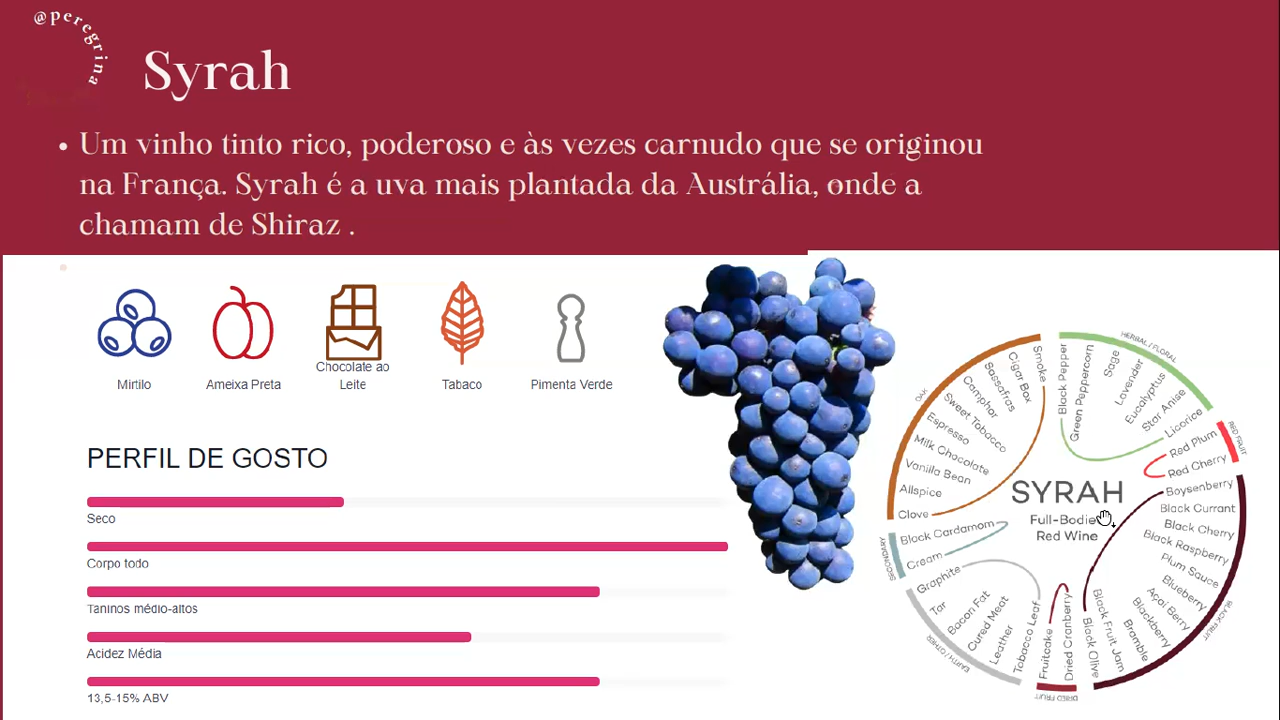 @peregrina
Syrah
• Um vinho tinto rico, poderoso e às vezes carnudo que se originou
na França. Syrah é a uva mais plantada da Austrália, onde a
chamam de Shiraz .
Mirtilo
Ameixa Preta
Chocolate ao
Leite
Tabaco
Pimenta Verde
PERFIL DE GOSTO
Seco
Corpo todo
Taninos médio-altos
Acidez Média
13,5-15% ABV
SYRAH
Full-Bodie
Red Wine
HERBAL / FLORAL
Black Pepper
Green Peppercorn
Sage
Lavender
Eucalyptus
Star Anise
Licorice
RED FRUIT
Red Plum
Red Cherry
BLACK FRUIT
Boysenberry
Black Currant
Black Cherry
Black Raspberry
Plum Sauce
Blueberry
Açai Berry
Blackberry
Bramble
Black Fruit Jam
Black Olive
DRIED FRUIT
Dried Cranberry
Fruitcake
EARTH / OTHER
Tobacco Leaf
Leather
Cured Meat
Bacon Fat
Tar
Graphite
SECONDARY
Cream
Black Cardamom
OAK
Clove
Allspice
Vanilla Bean
Milk Chocolate
Espresso
Sweet Tobacco
Camphor
Sassafras
Cigar Box
Smoke